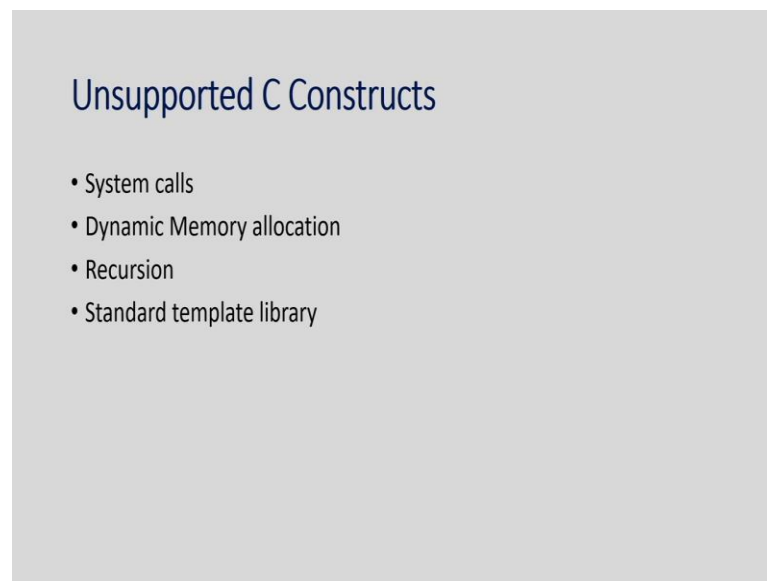 Unsupported C Constructs
• System calls
• Dynamic Memory allocation
• Recursion
• Standard template library